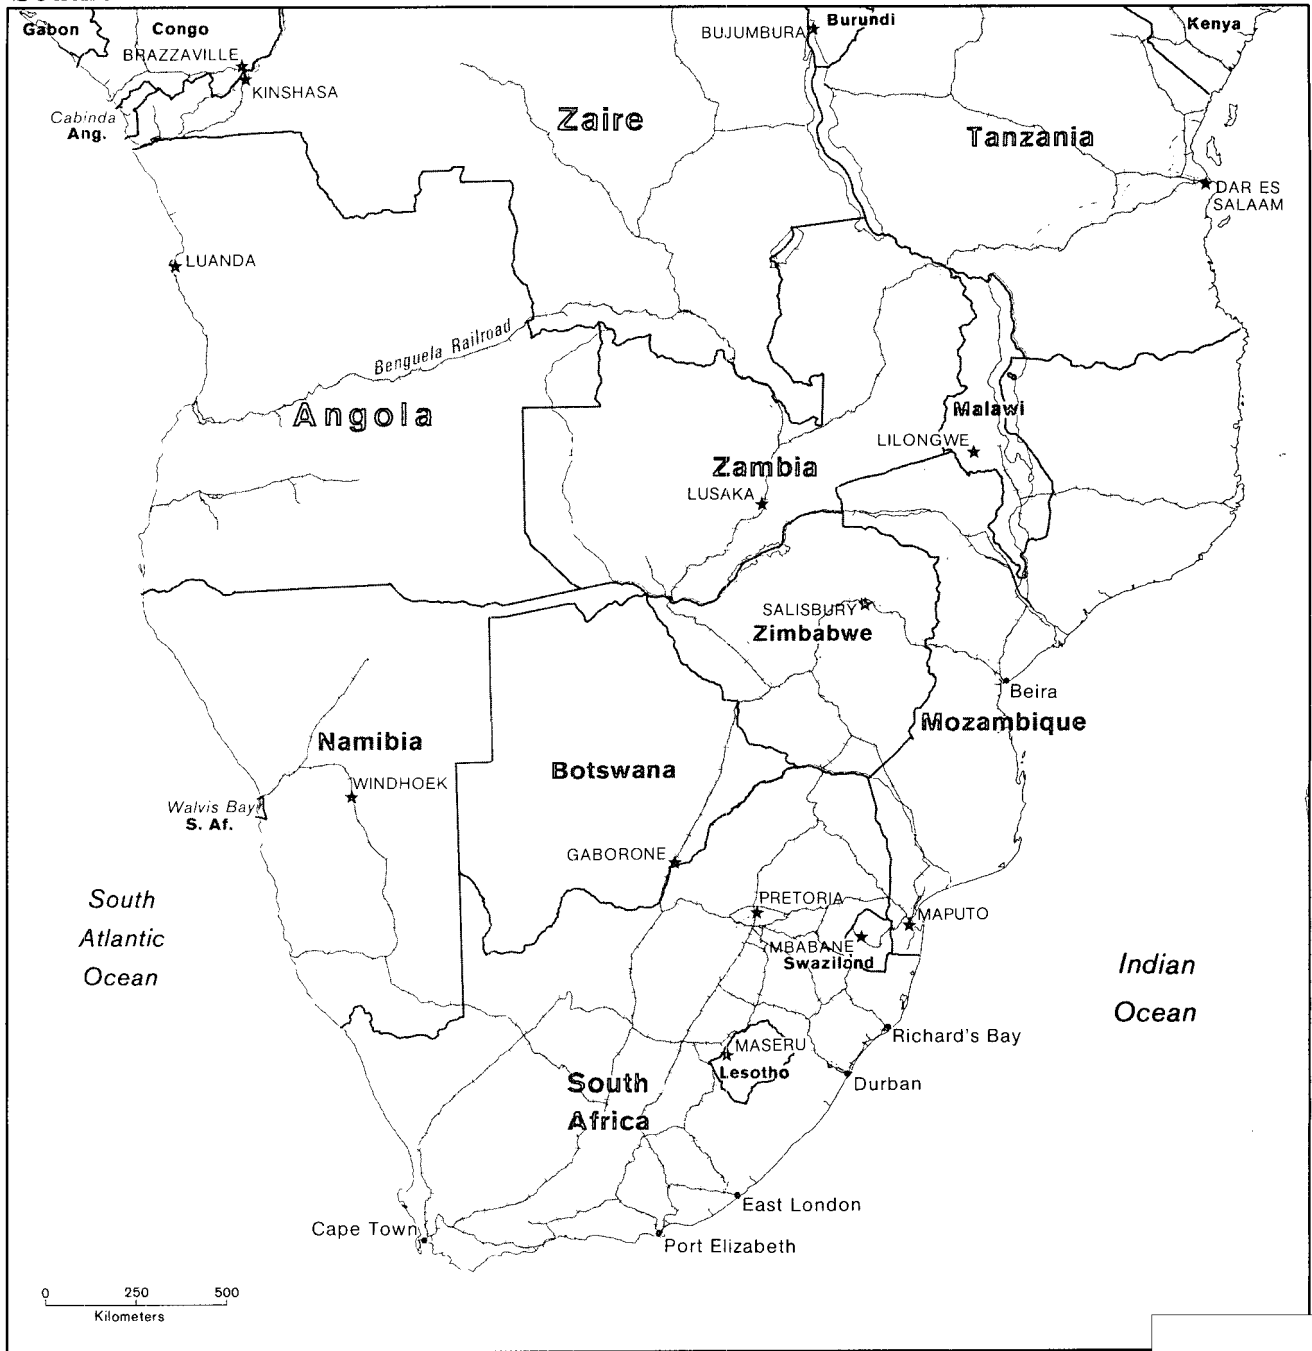 Gabon
Congo
BRAZZAVILLE
KINSHASA
Cabinda
Ang.
BUJUMBURA
Burundi
Kenya
Zaire
Tanzania
DAR ES
SALAAM
LUANDA
Benguela Railroad
Angola
Malawi
LILONGWE
Zambia
LUSAKA
SALISBURY
Zimbabwe
Beira
Mozambique
Namibia
WINDHOEK
Botswana
Walvis Bay
S. Af.
GABORONE
PRETORIA
MAPUTO
MBABANE
Swaziland
South
Atlantic
Ocean
Indian
Ocean
Richard's Bay
MASERU
Lesotho
Durban
South
Africa
East London
Cape Town
Port Elizabeth
0 250 500
Kilometers